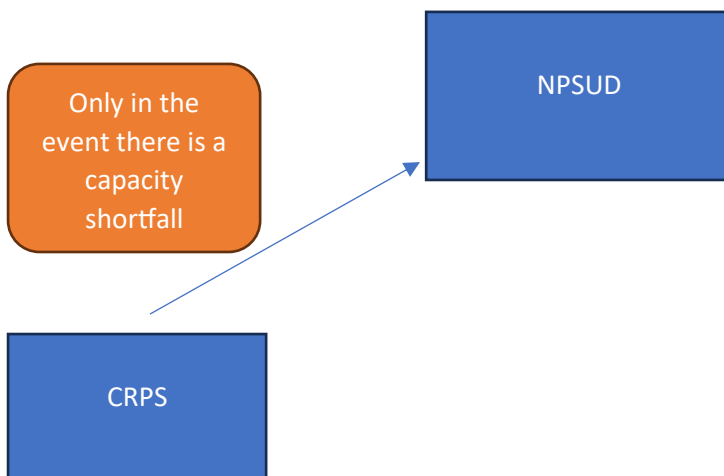 NPSUD
Only in the
event there is a
capacity
shortfall
CRPS